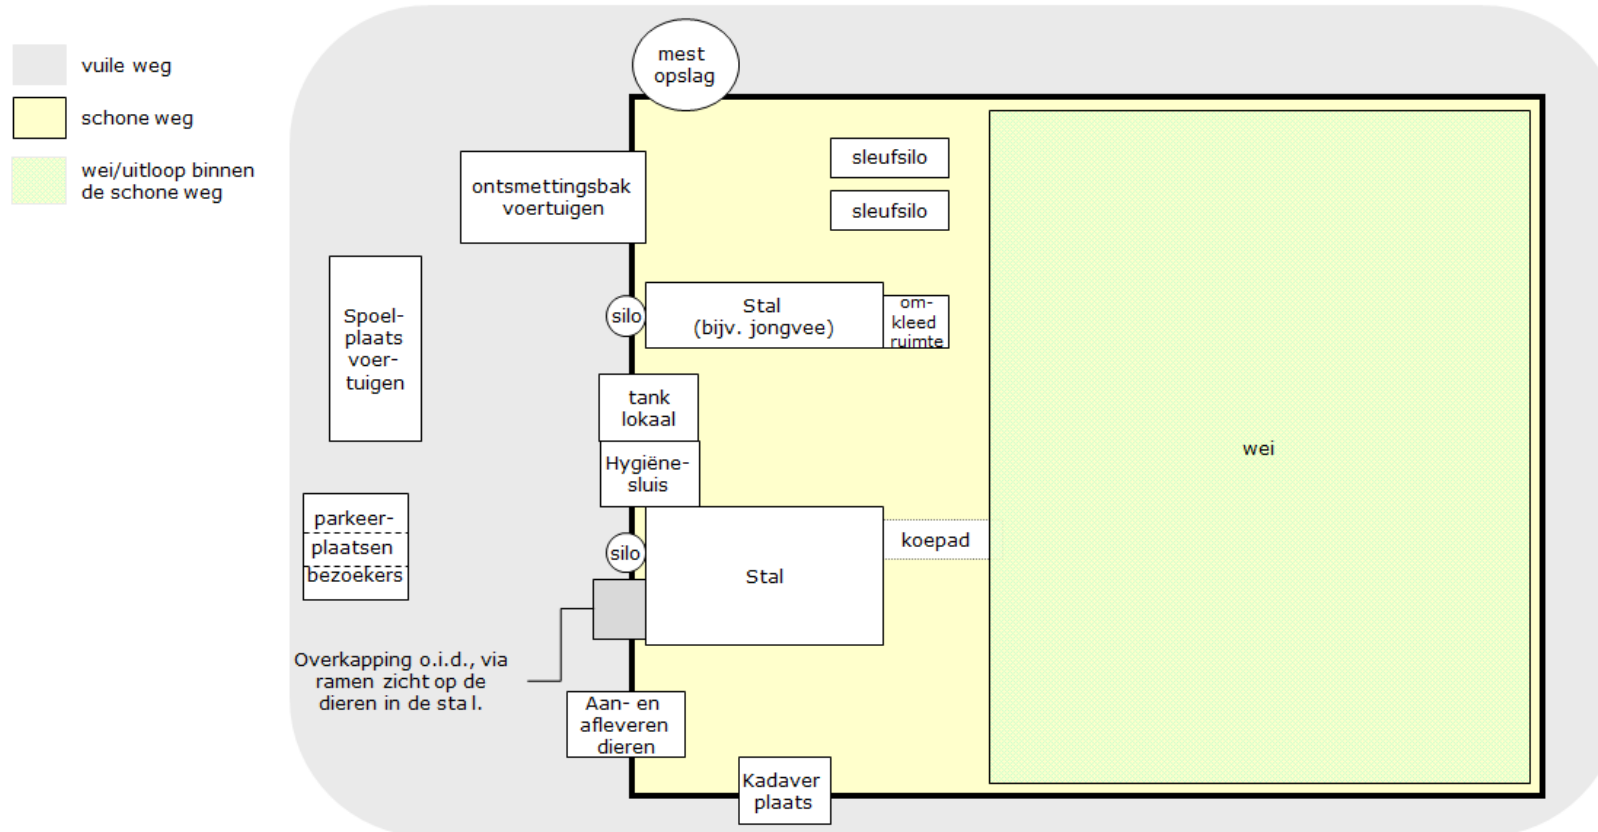 vuile weg
schone weg
wei/uitloop binnen
de schone weg
mest
opslag
ontsmettingsbak
voertuigen
sleufsilo
sleufsilo
Spoel-
plaats
voer-
tuigen
silo
Stal
(bijv. jongvee)
om-
kleed
ruimte
tank
lokaal
Hygiëne-
sluis
wei
parkeer-
plaatsen
bezoekers
silo
Stal
koepad
Overkapping o.i.d., via
ramen zicht op de
dieren in de stal.
Aan- en
afleveren
dieren
Kadaver
plaats